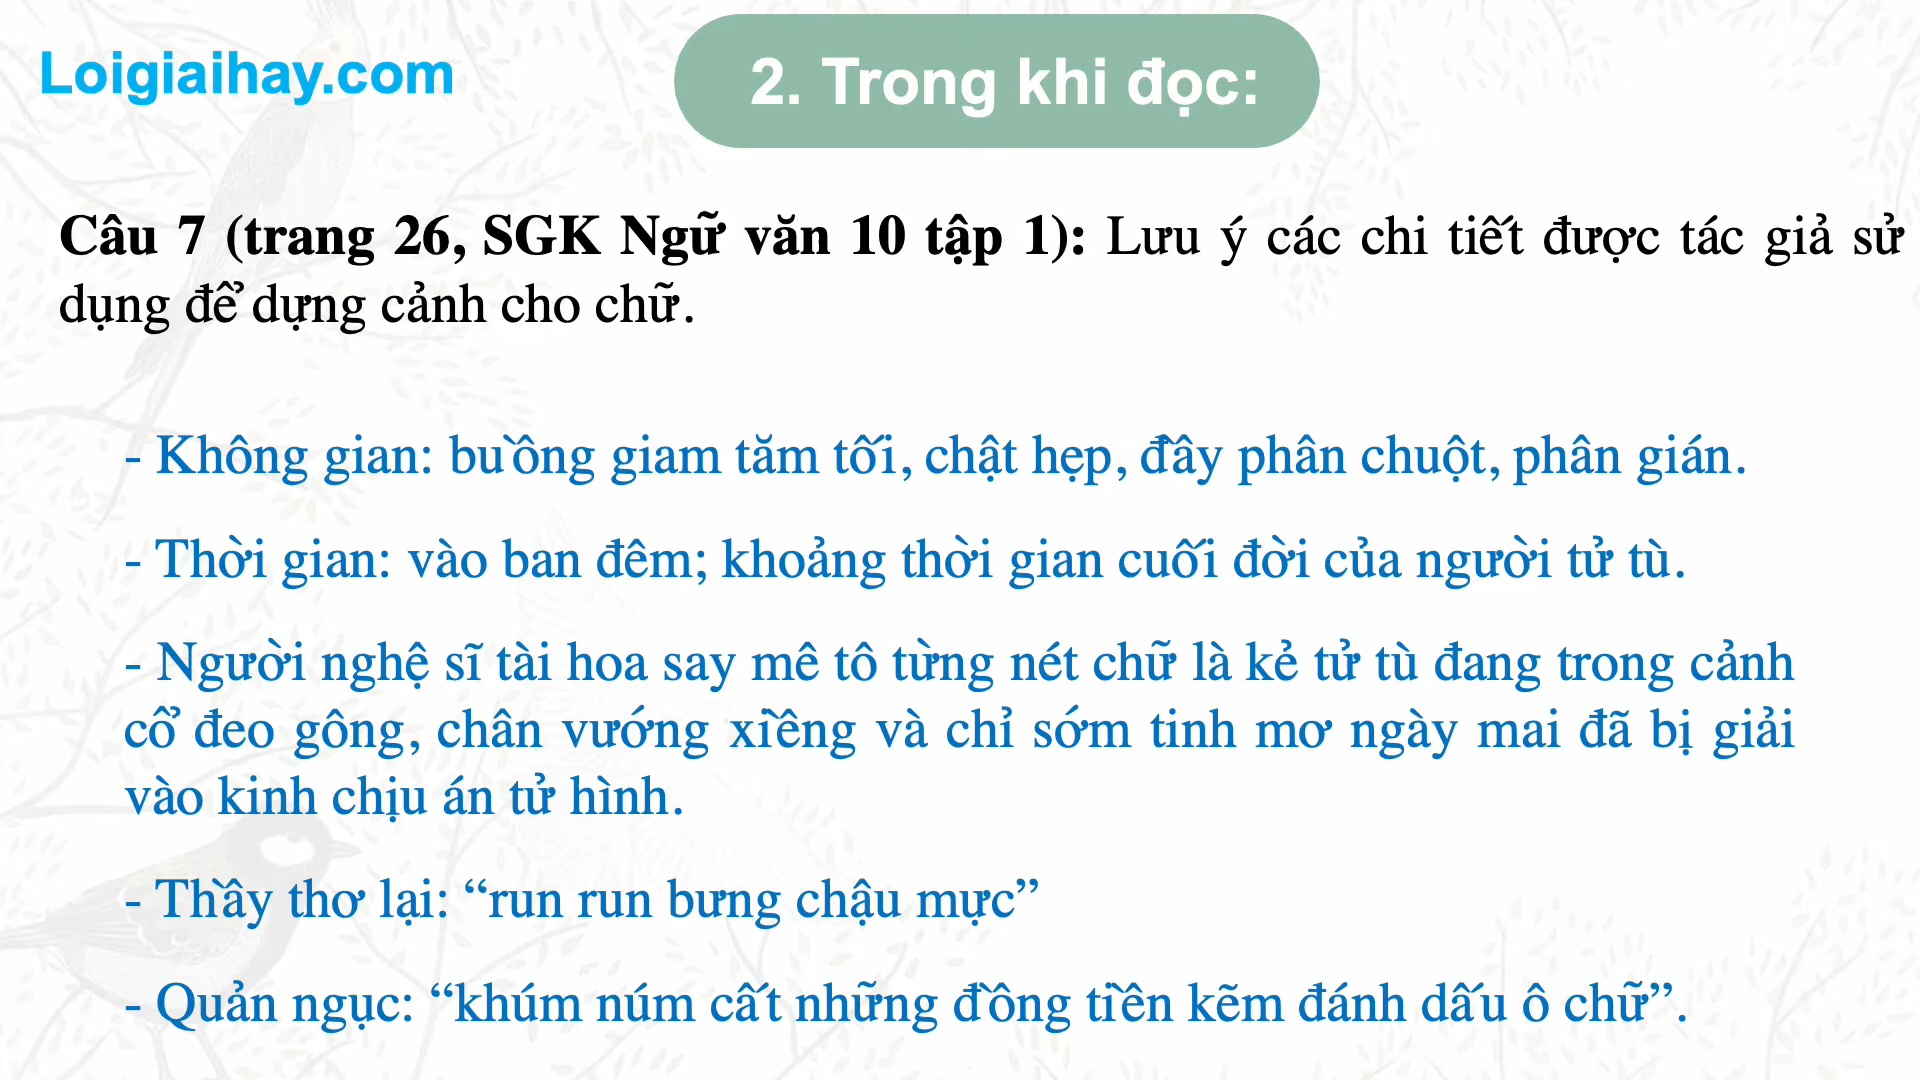 Loigiaihay.com
2. Trong khi đọc:
Câu 7 (trang 26, SGK Ngữ văn 10 tập 1): Lưu ý các chi tiết được tác giả sử
dụng để dựng cảnh cho chữ.
- Không gian: buồng giam tăm tối, chật hẹp, đầy phân chuột, phân gián.
- Thời gian: vào ban đêm; khoảng thời gian cuối đời của người tử tù.
- Người nghệ sĩ tài hoa say mê tô từng nét chữ là kẻ tử tù đang trong cảnh
cổ đeo gông, chân vướng xiềng và chỉ sớm tinh mơ ngày mai đã bị giải
vào kinh chịu án tử hình.
- Thầy thơ lại: “run run bưng chậu mực”
- Quản ngục: “khúm núm cất những đồng tiền kẽm đánh dấu ô chữ”.